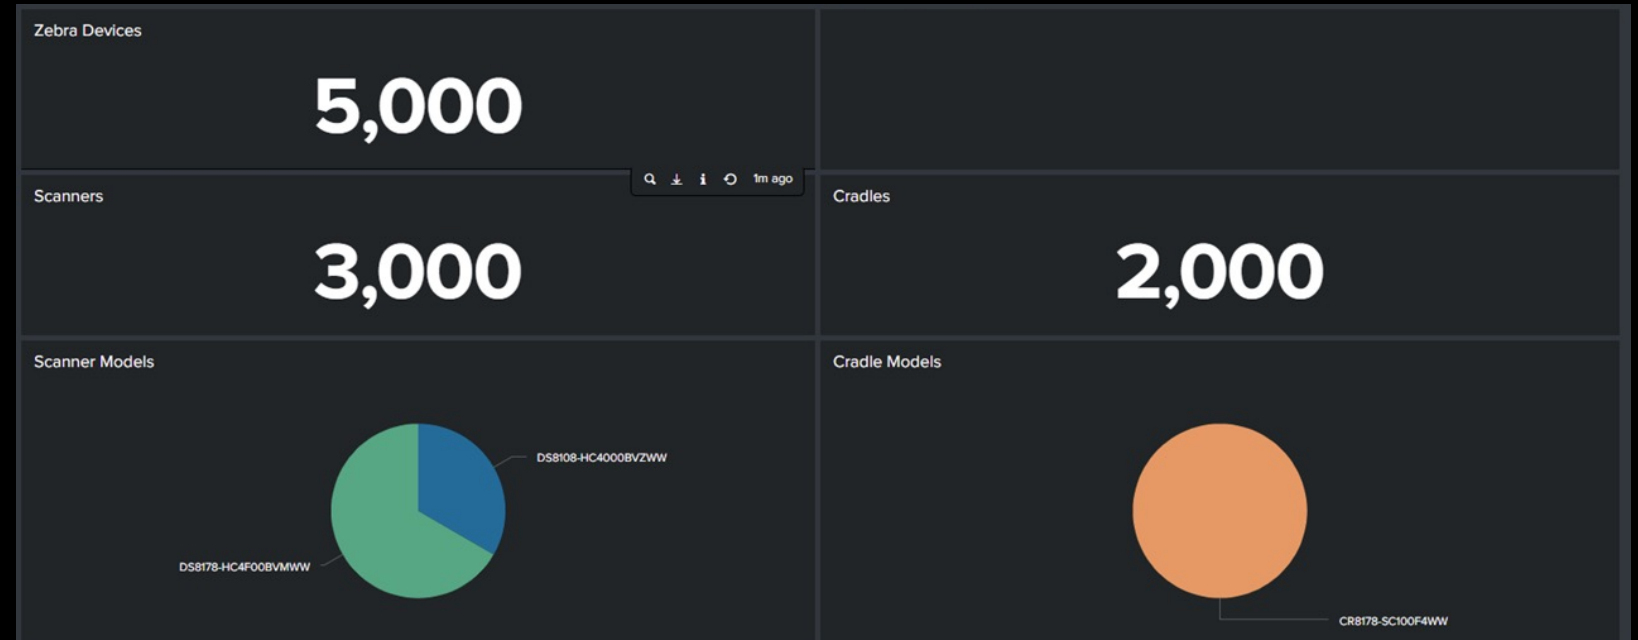 Zebra Devices
5,000
1m ago
Scanners
3,000
Cradles
2,000
Scanner Models
DS8108-HC4000BVZWW
DS8178-HC4F00BVMWW
Cradle Models
CR8178-SC100F4WW